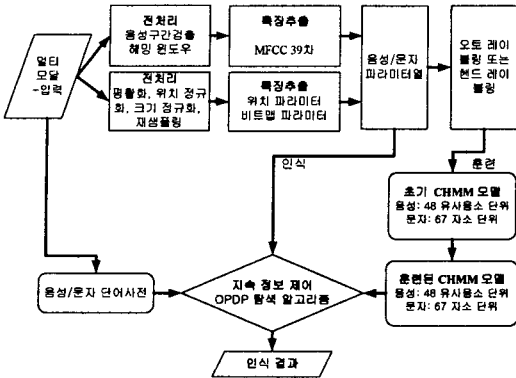 멀티
모달
-입력
전처리
음성구간검출
해밍 윈도우
특징추출
MFCC 39차
전처리
평활화, 위치 정규
화, 크기 정규화,
재샘플링
특징추출
위치 파라미터
비트맵 파라미터
음성/문자
파라미터열
오토 레이
블링 또는
핸드 레이
블링
인식
훈련
초기 CHMM 모델
음성: 48 유사음소 단위
문자: 67 자소 단위
훈련된 CHMM 모델
음성: 48 유사음소 단위
문자: 67 자소 단위
음성/문자 단어사전
지속 정보 제어
OPDP 탐색 알고리듬
인식 결과